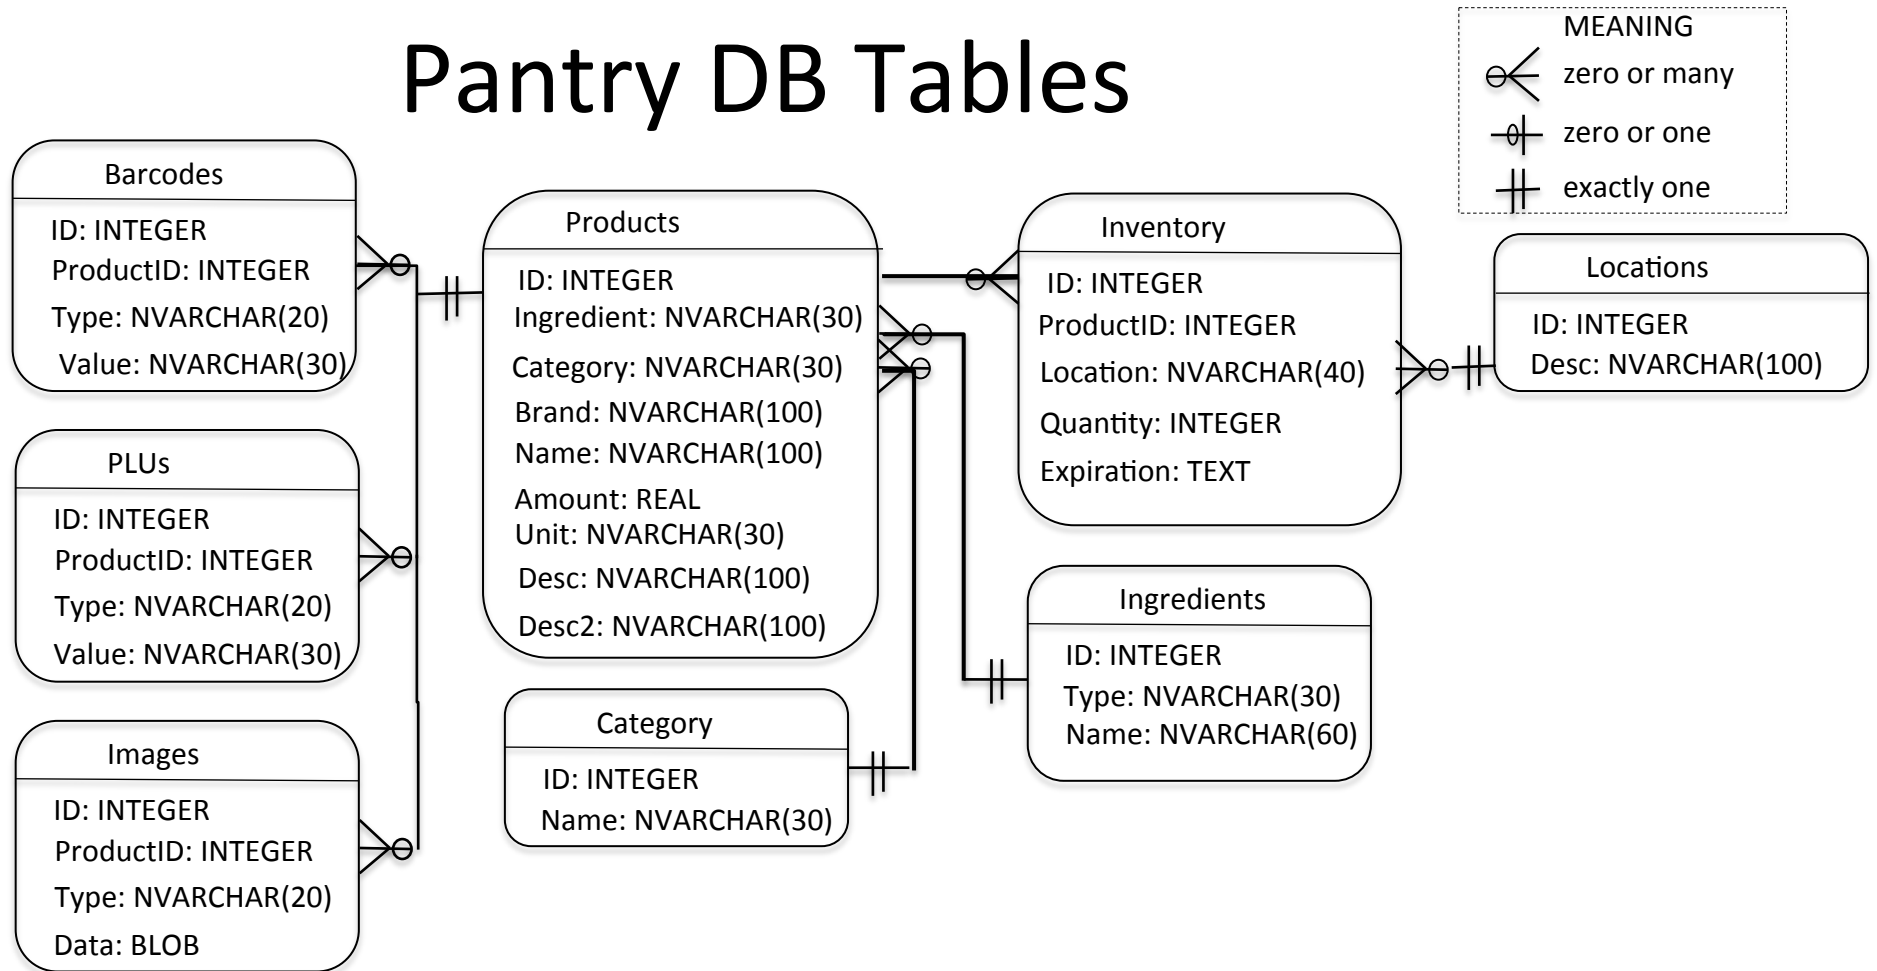 Pantry DB Tables
MEANING
zero or many
zero or one
exactly one
Barcodes
ID: INTEGER
ProductID: INTEGER
Type: NVARCHAR(20)
Value: NVARCHAR(30)
PLUs
ID: INTEGER
ProductID: INTEGER
Type: NVARCHAR(20)
Value: NVARCHAR(30)
Images
ID: INTEGER
ProductID: INTEGER
Type: NVARCHAR(20)
Data: BLOB
Products
ID: INTEGER
Ingredient: NVARCHAR(30)
Category: NVARCHAR(30)
Brand: NVARCHAR(100)
Name: NVARCHAR(100)
Amount: REAL
Unit: NVARCHAR(30)
Desc: NVARCHAR(100)
Desc2: NVARCHAR(100)
Category
ID: INTEGER
Name: NVARCHAR(30)
Inventory
ID: INTEGER
ProductID: INTEGER
Location: NVARCHAR(40)
Quantity: INTEGER
Expiration: TEXT
Ingredients
ID: INTEGER
Type: NVARCHAR(30)
Name: NVARCHAR(60)
Locations
ID: INTEGER
Desc: NVARCHAR(100)